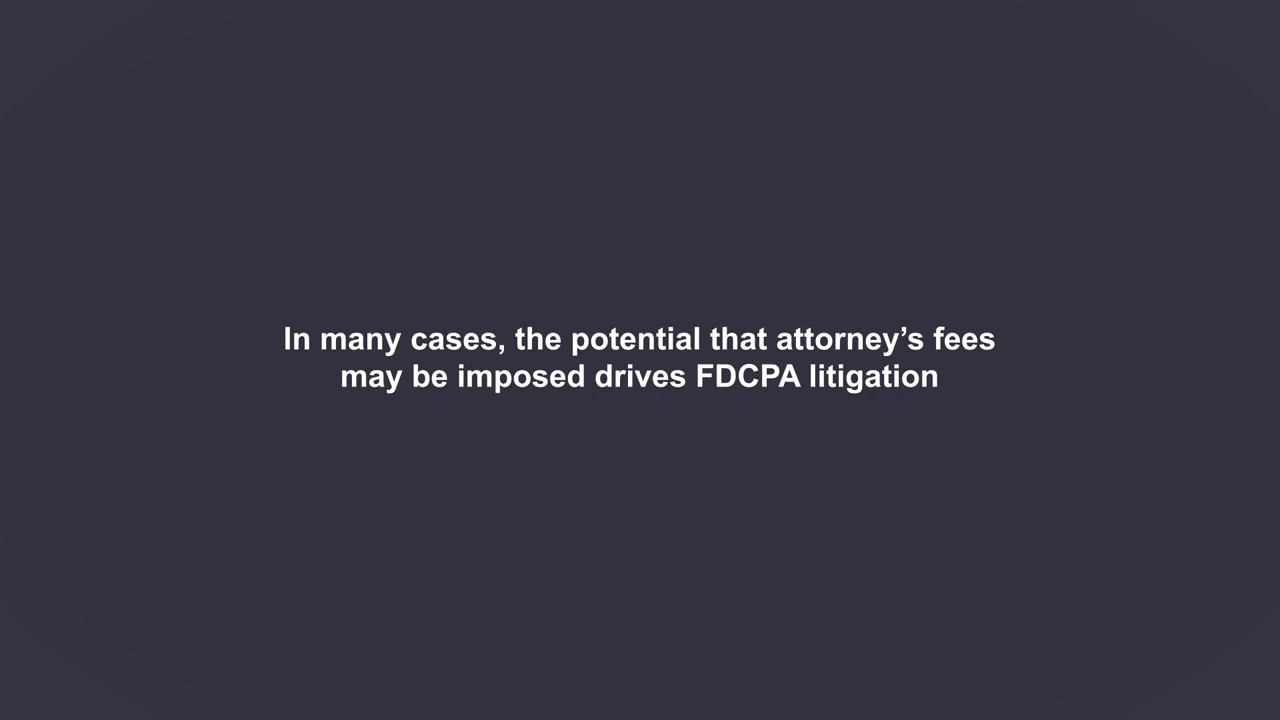 In many cases, the potential that attorney’s fees
may be imposed drives FDCPA litigation